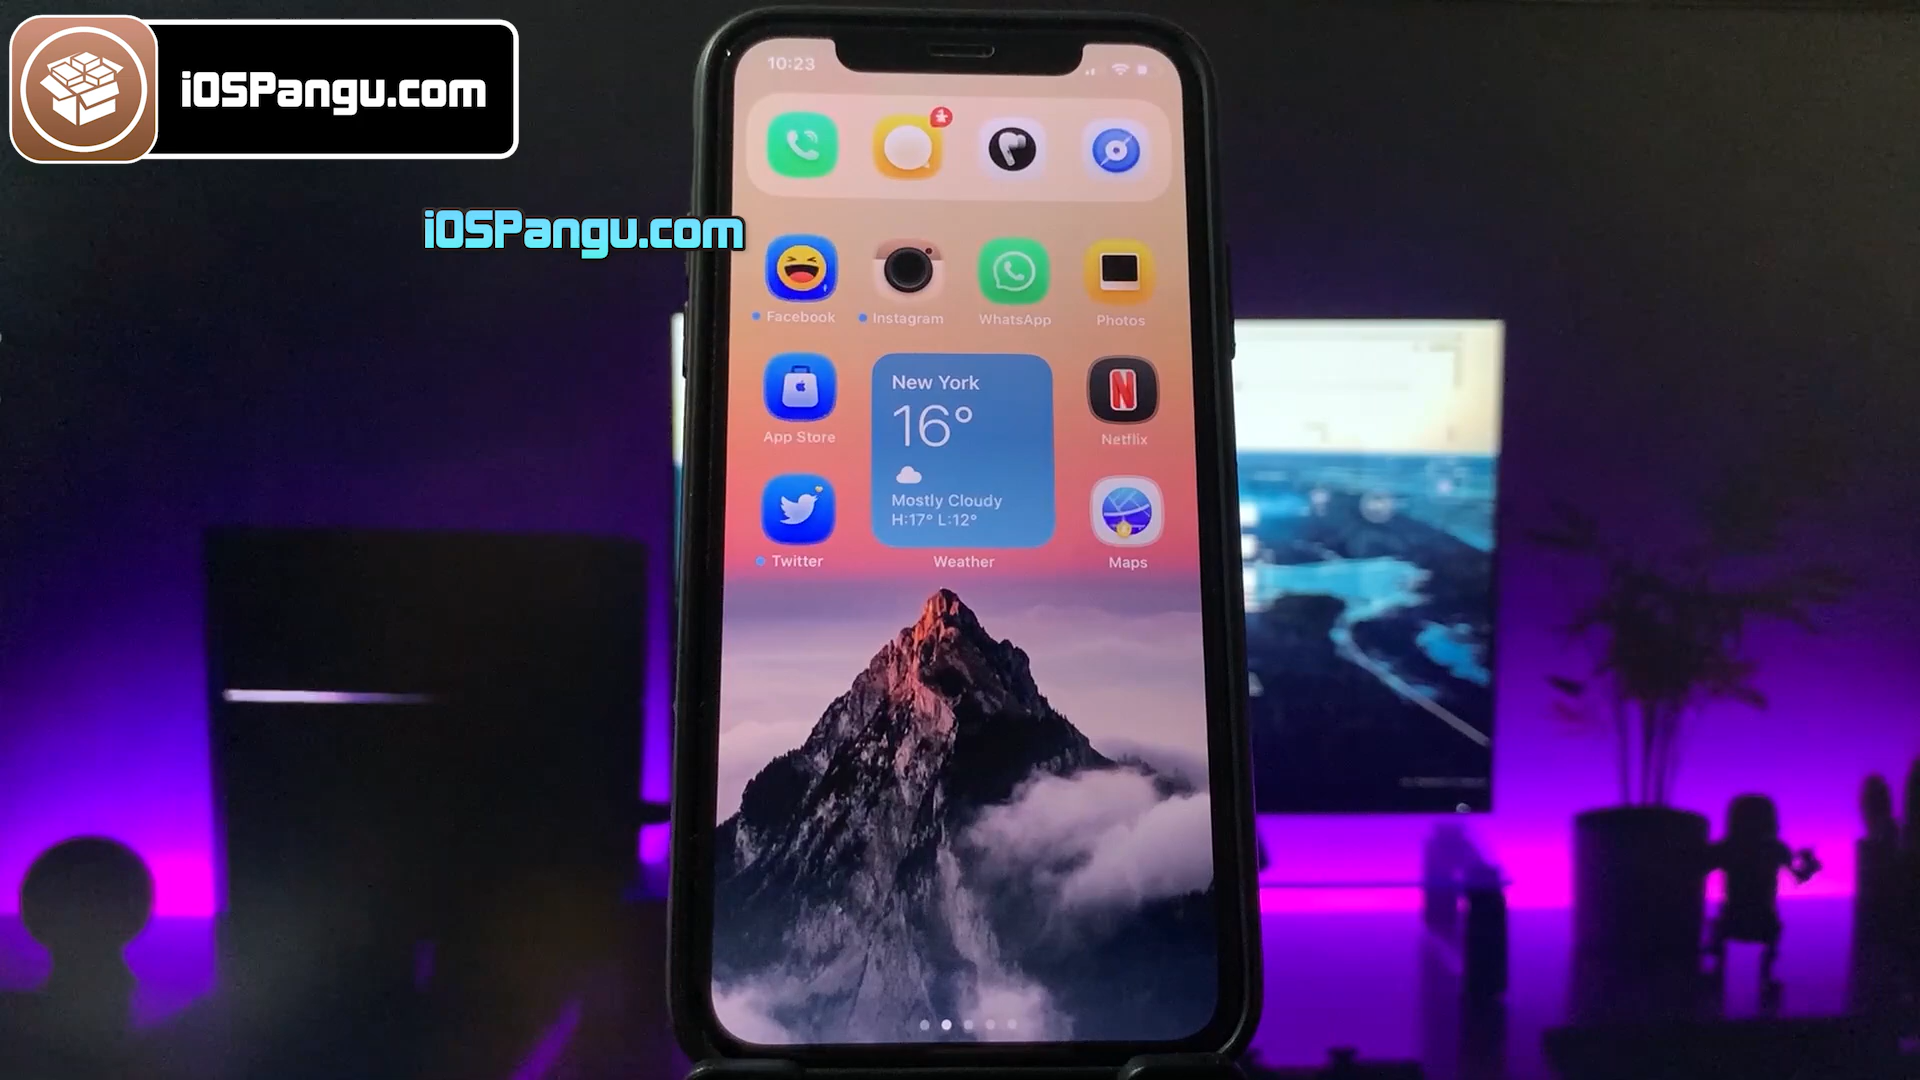 iOSPangu.com
iOSPangu.com
10:23
Facebook
Instagram
WhatsApp
Photos
New York
16°
Mostly Cloudy
H:17° L:12°
App Store
N
Netflix
Twitter
Weather
Maps